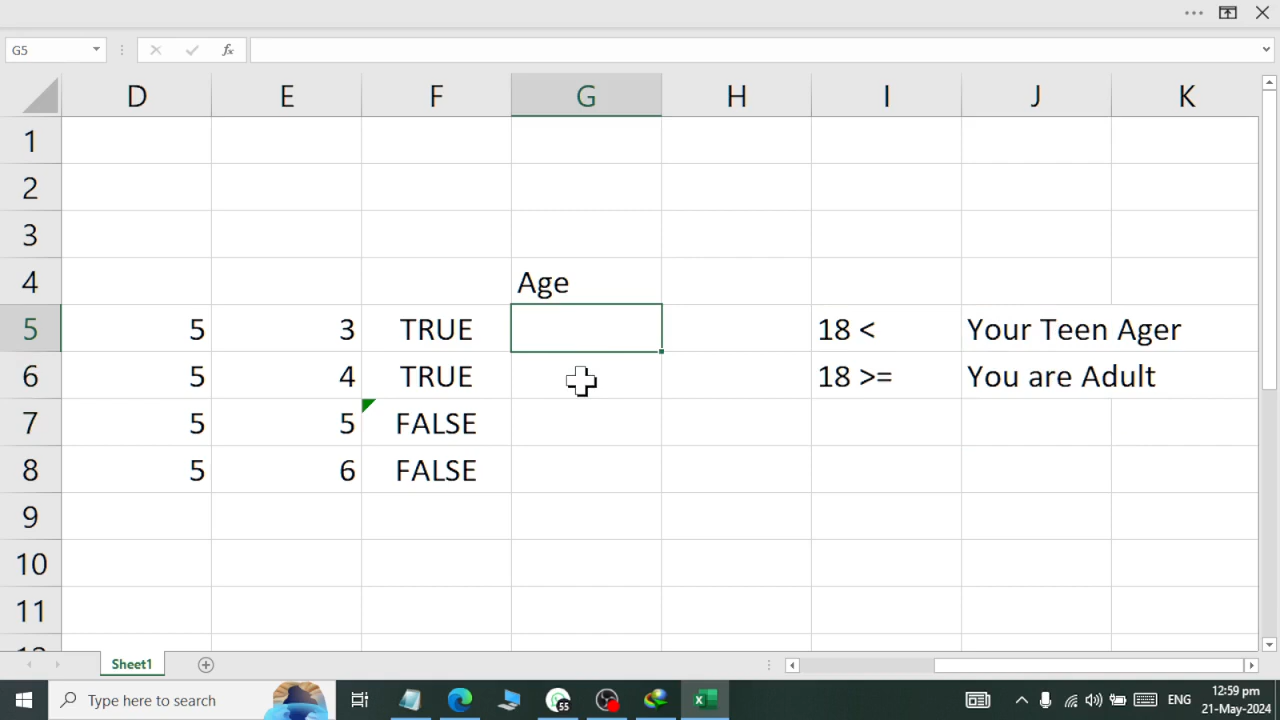 G5
fx
D E F G H I J K
1
2
3
4 Age
5 5 3 TRUE 18 < Your Teen Ager
6 5 4 TRUE 18 >= You are Adult
7 5 5 FALSE
8 5 6 FALSE
9
10
11
Sheet1
Type here to search
55
ENG
12:59 pm
21-May-2024